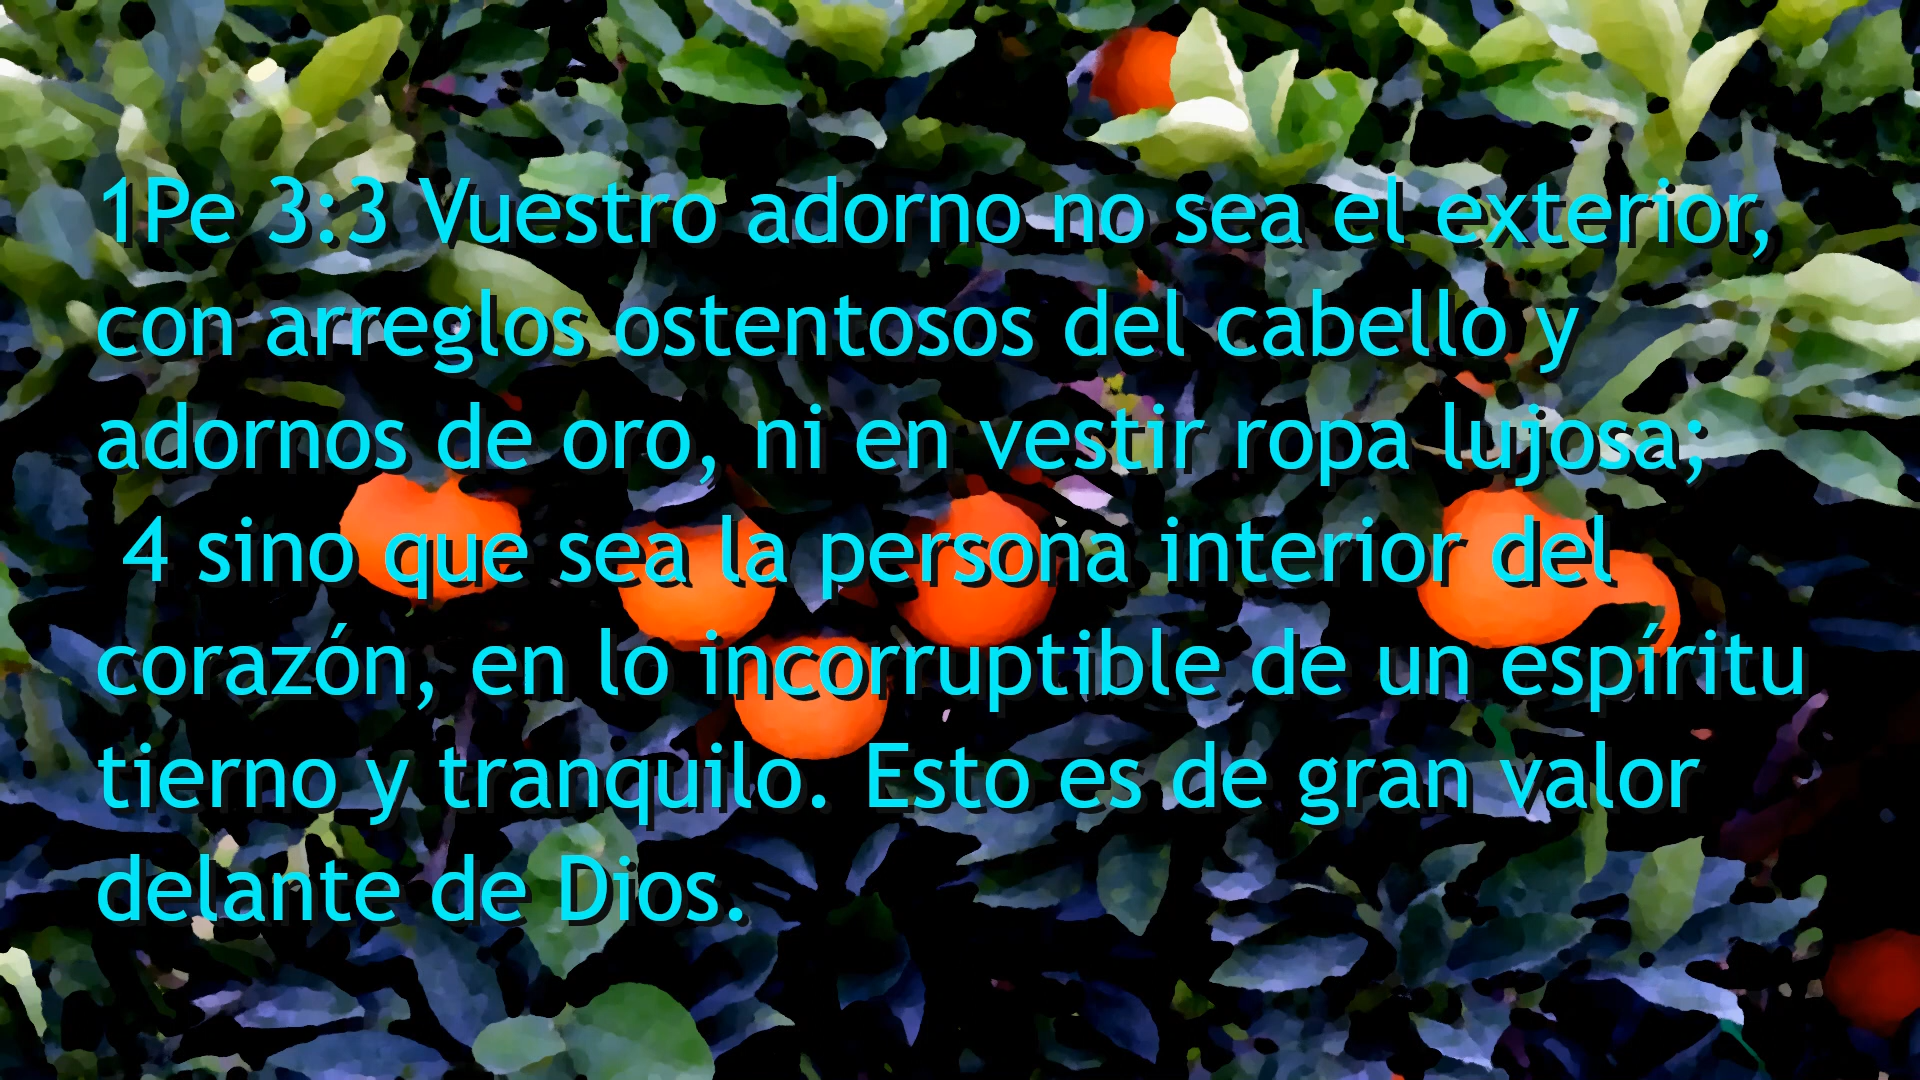 1Pe 3:3 Vuestro adorno no sea el exterior,
con arreglos ostentosos del cabello y
adornos de oro, ni en vestir ropa lujosa;
4 sino que sea la persona interior del
corazón, en lo incorruptible de un espíritu
tierno y tranquilo. Esto es de gran valor
delante de Dios.